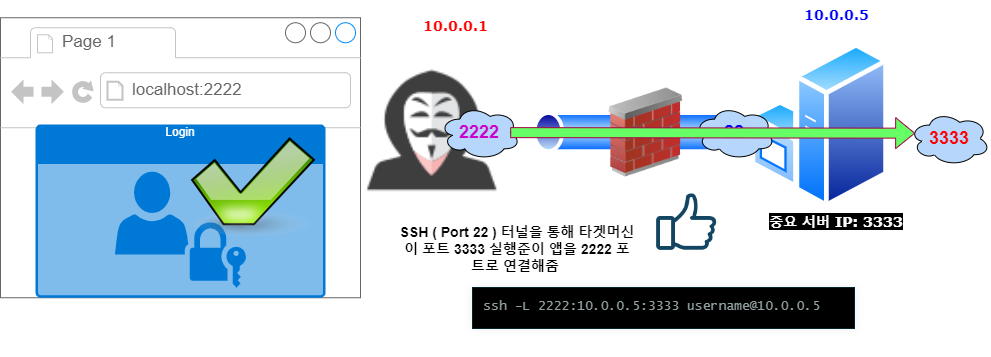 Page 1
localhost:2222
Login
10.0.0.1
10.0.0.5
2222
3333
중요 서버 IP: 3333
SSH ( Port 22 ) 터널을 통해 타겟머신
이 포트 3333 실행준이 앱을 2222 포
트로 연결해줌
ssh -L 2222:10.0.0.5:3333 username@10.0.0.5